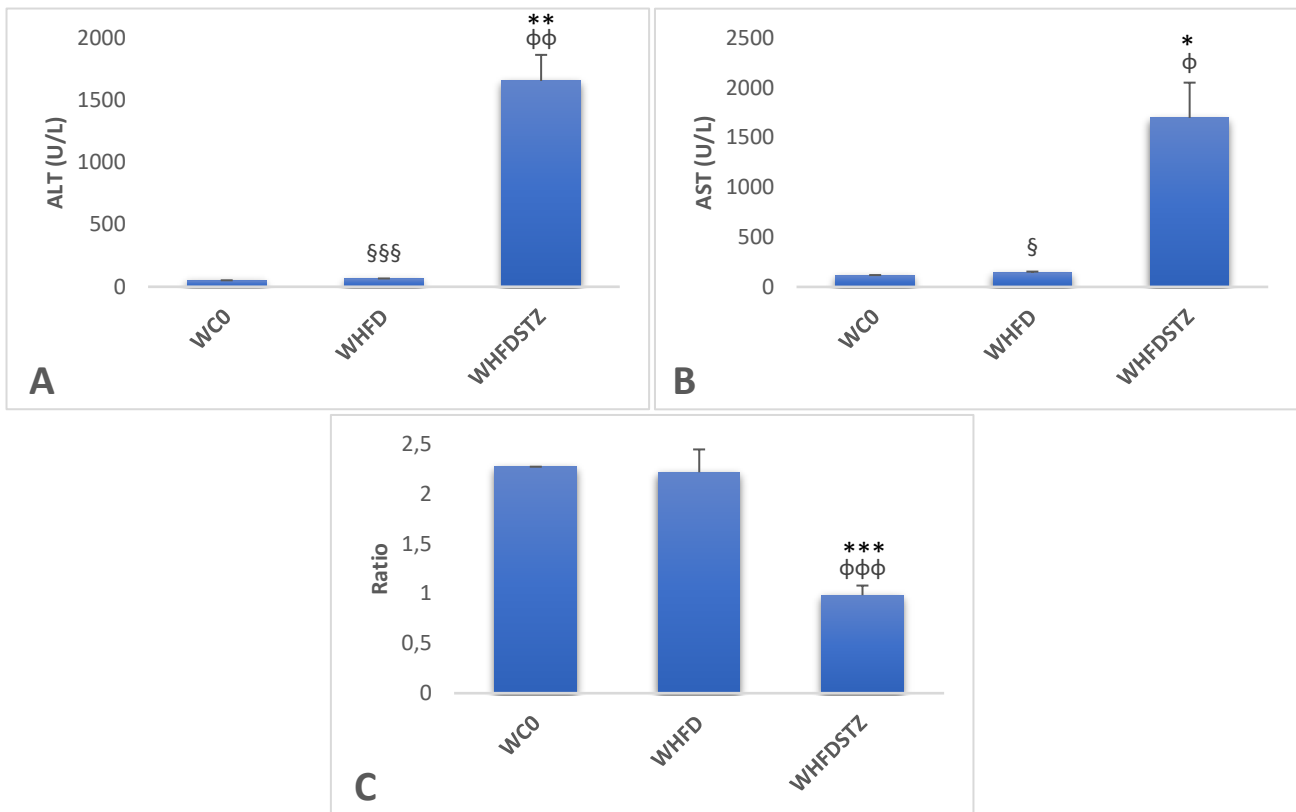 **
ϕϕ
2000
1500
1000
500
0
ALT (U/L)
§§§
WC0
WHFD
WHFDSTZ
A
*
ϕ
2500
2000
1500
1000
500
0
AST (U/L)
§
WC0
WHFD
WHFDSTZ
B
2,5
2
1,5
1
0,5
0
Ratio
***
ϕϕϕ
WC0
WHFD
WHFDSTZ
C